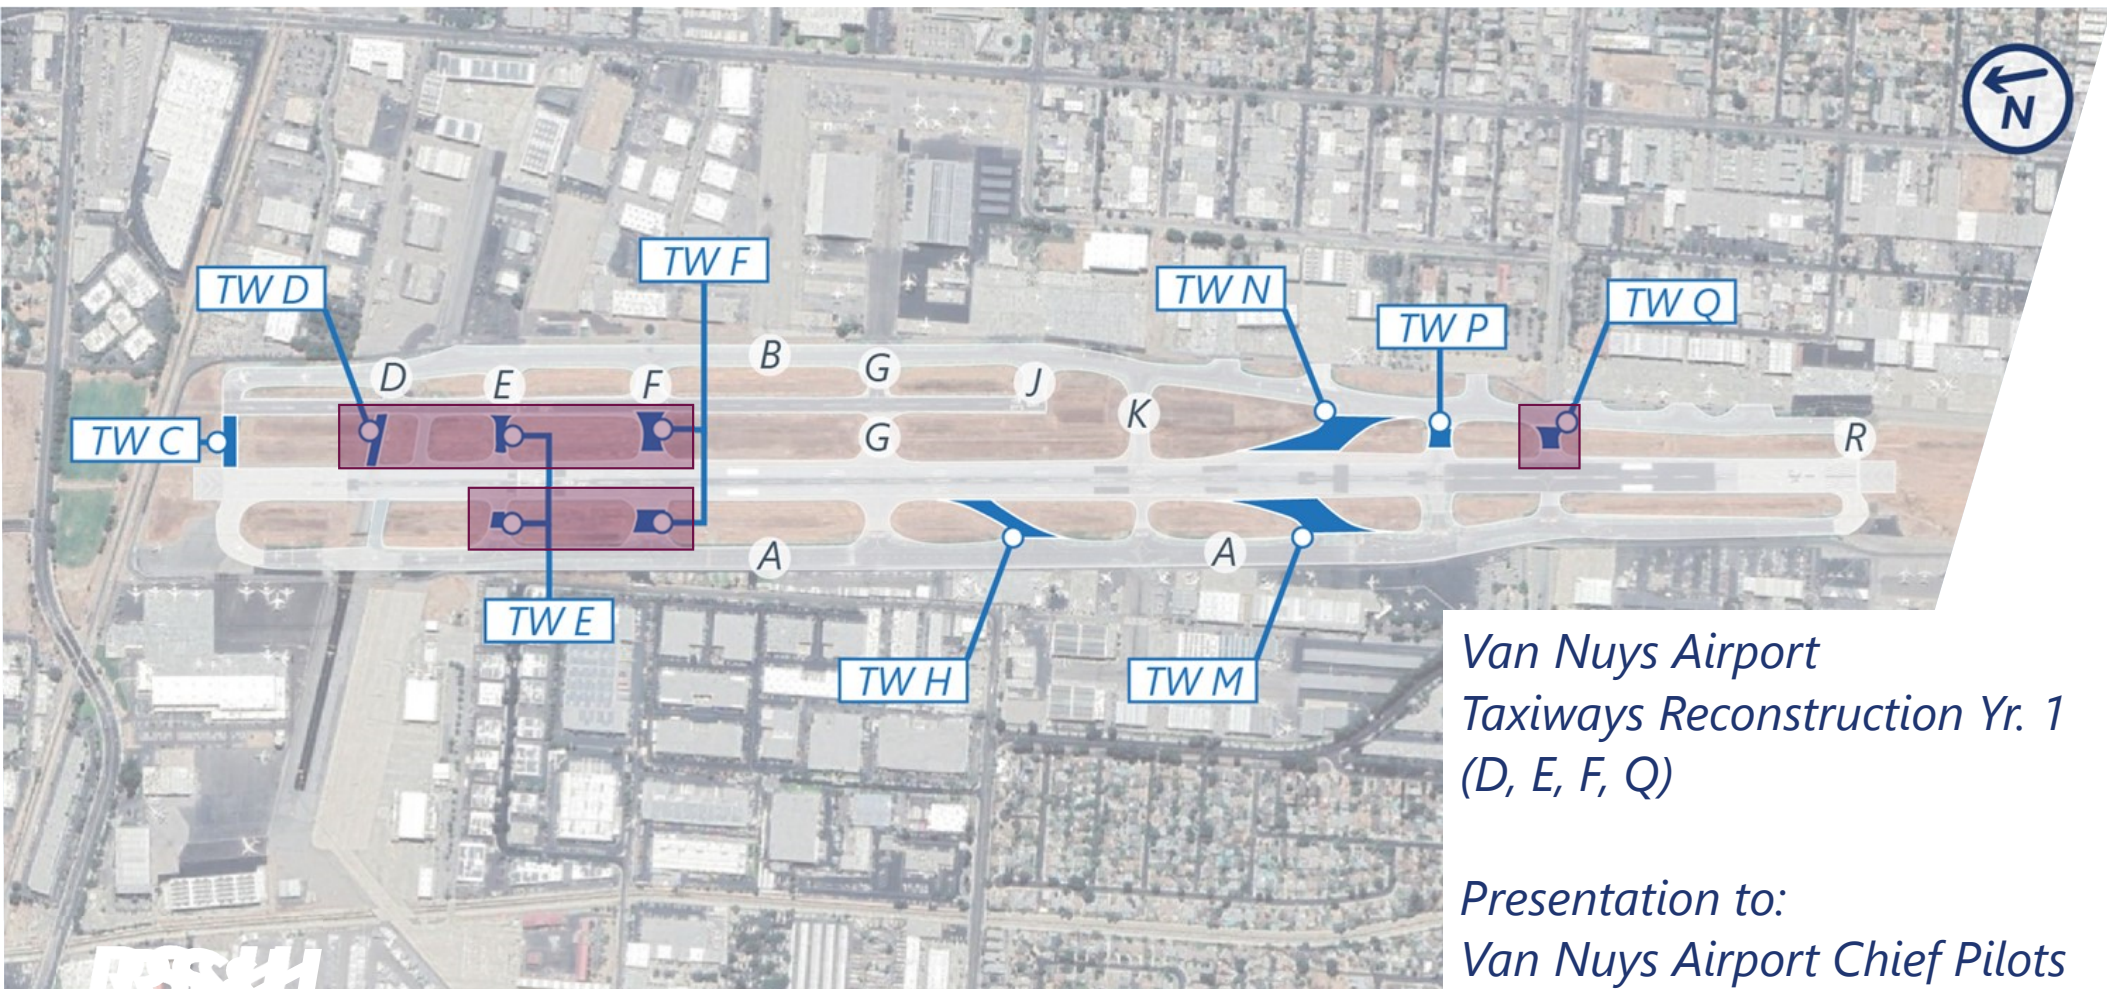 N
TW D
TW F
TW N
TW P
TW Q
TW C
D
E
F
B
G
J
K
G
R
A
A
TW E
TW H
TW M
Van Nuys Airport
Taxiways Reconstruction Yr. 1
(D, E, F, Q)
Presentation to:
Van Nuys Airport Chief Pilots